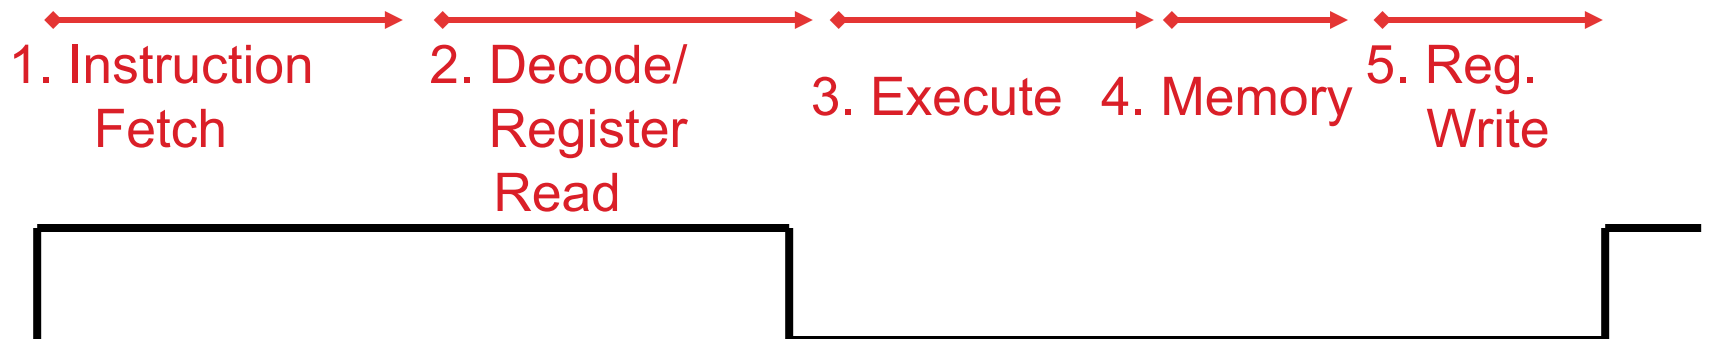 1. Instruction
Fetch
2. Decode/
Register
Read
3. Execute
4. Memory
5. Reg.
Write